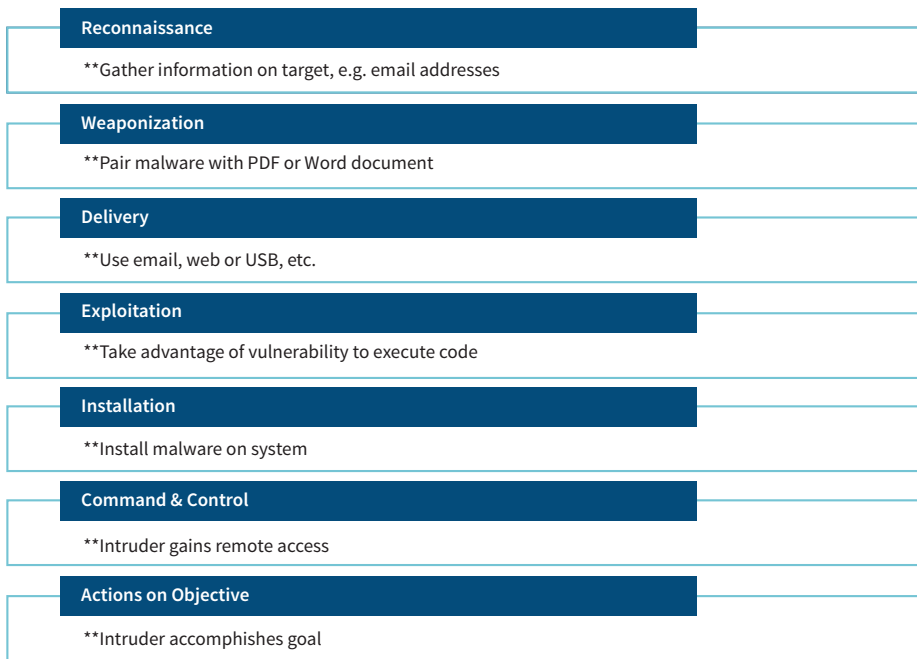 Reconnaissance
**Gather information on target, e.g. email addresses
Weaponization
**Pair malware with PDF or Word document
Delivery
**Use email, web or USB, etc.
Exploitation
**Take advantage of vulnerability to execute code
Installation
**Install malware on system
Command & Control
**Intruder gains remote access
Actions on Objective
**Intruder accomphishes goal